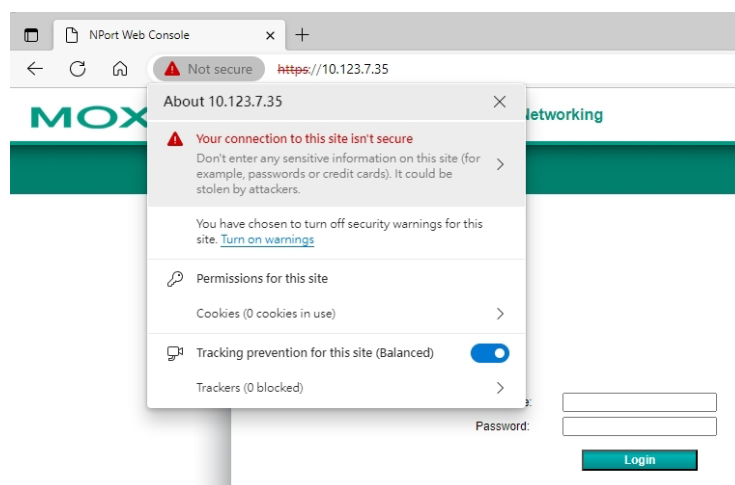 NPort Web Console
Not secure https://10.123.7.35
MOX
About 10.123.7.35
Networking
Your connection to this site isn't secure
Don't enter any sensitive information on this site (for
example, passwords or credit cards). It could be
stolen by attackers.
You have chosen to turn off security warnings for this
site. Turn on warnings
Permissions for this site
Cookies (0 cookies in use)
Tracking prevention for this site (Balanced)
Trackers (0 blocked)
Password:
Login